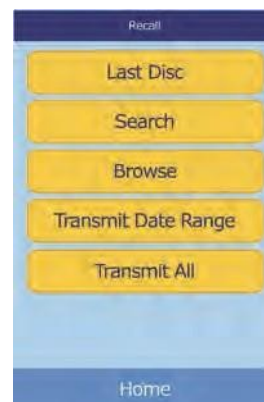 Recall
Last Disc
Search
Browse
Transmit Date Range
Transmit All
Home